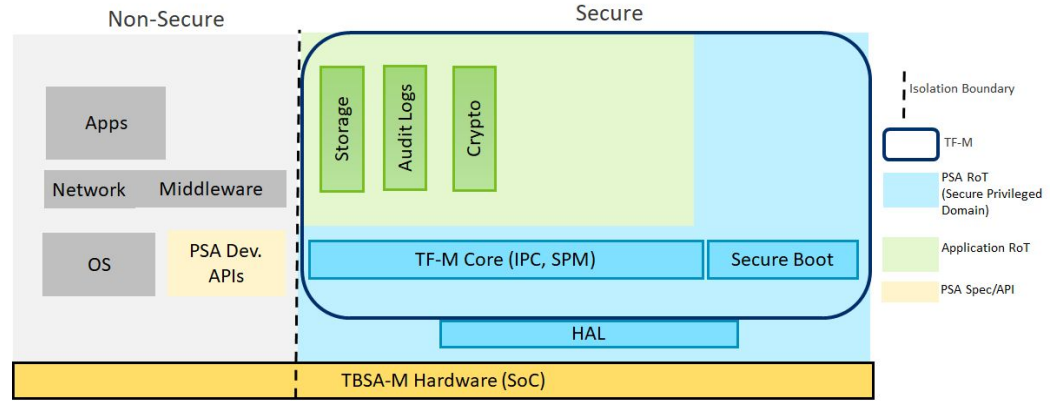 Non-Secure
Secure
Apps
Network
Middleware
OS
PSA Dev.
APIs
Storage
Audit Logs
Crypto
TF-M Core (IPC, SPM)
Secure Boot
HAL
TBSA-M Hardware (SoC)
Isolation Boundary
TF-M
PSA RoT
(Secure Privileged
Domain)
Application RoT
PSA Spec/API